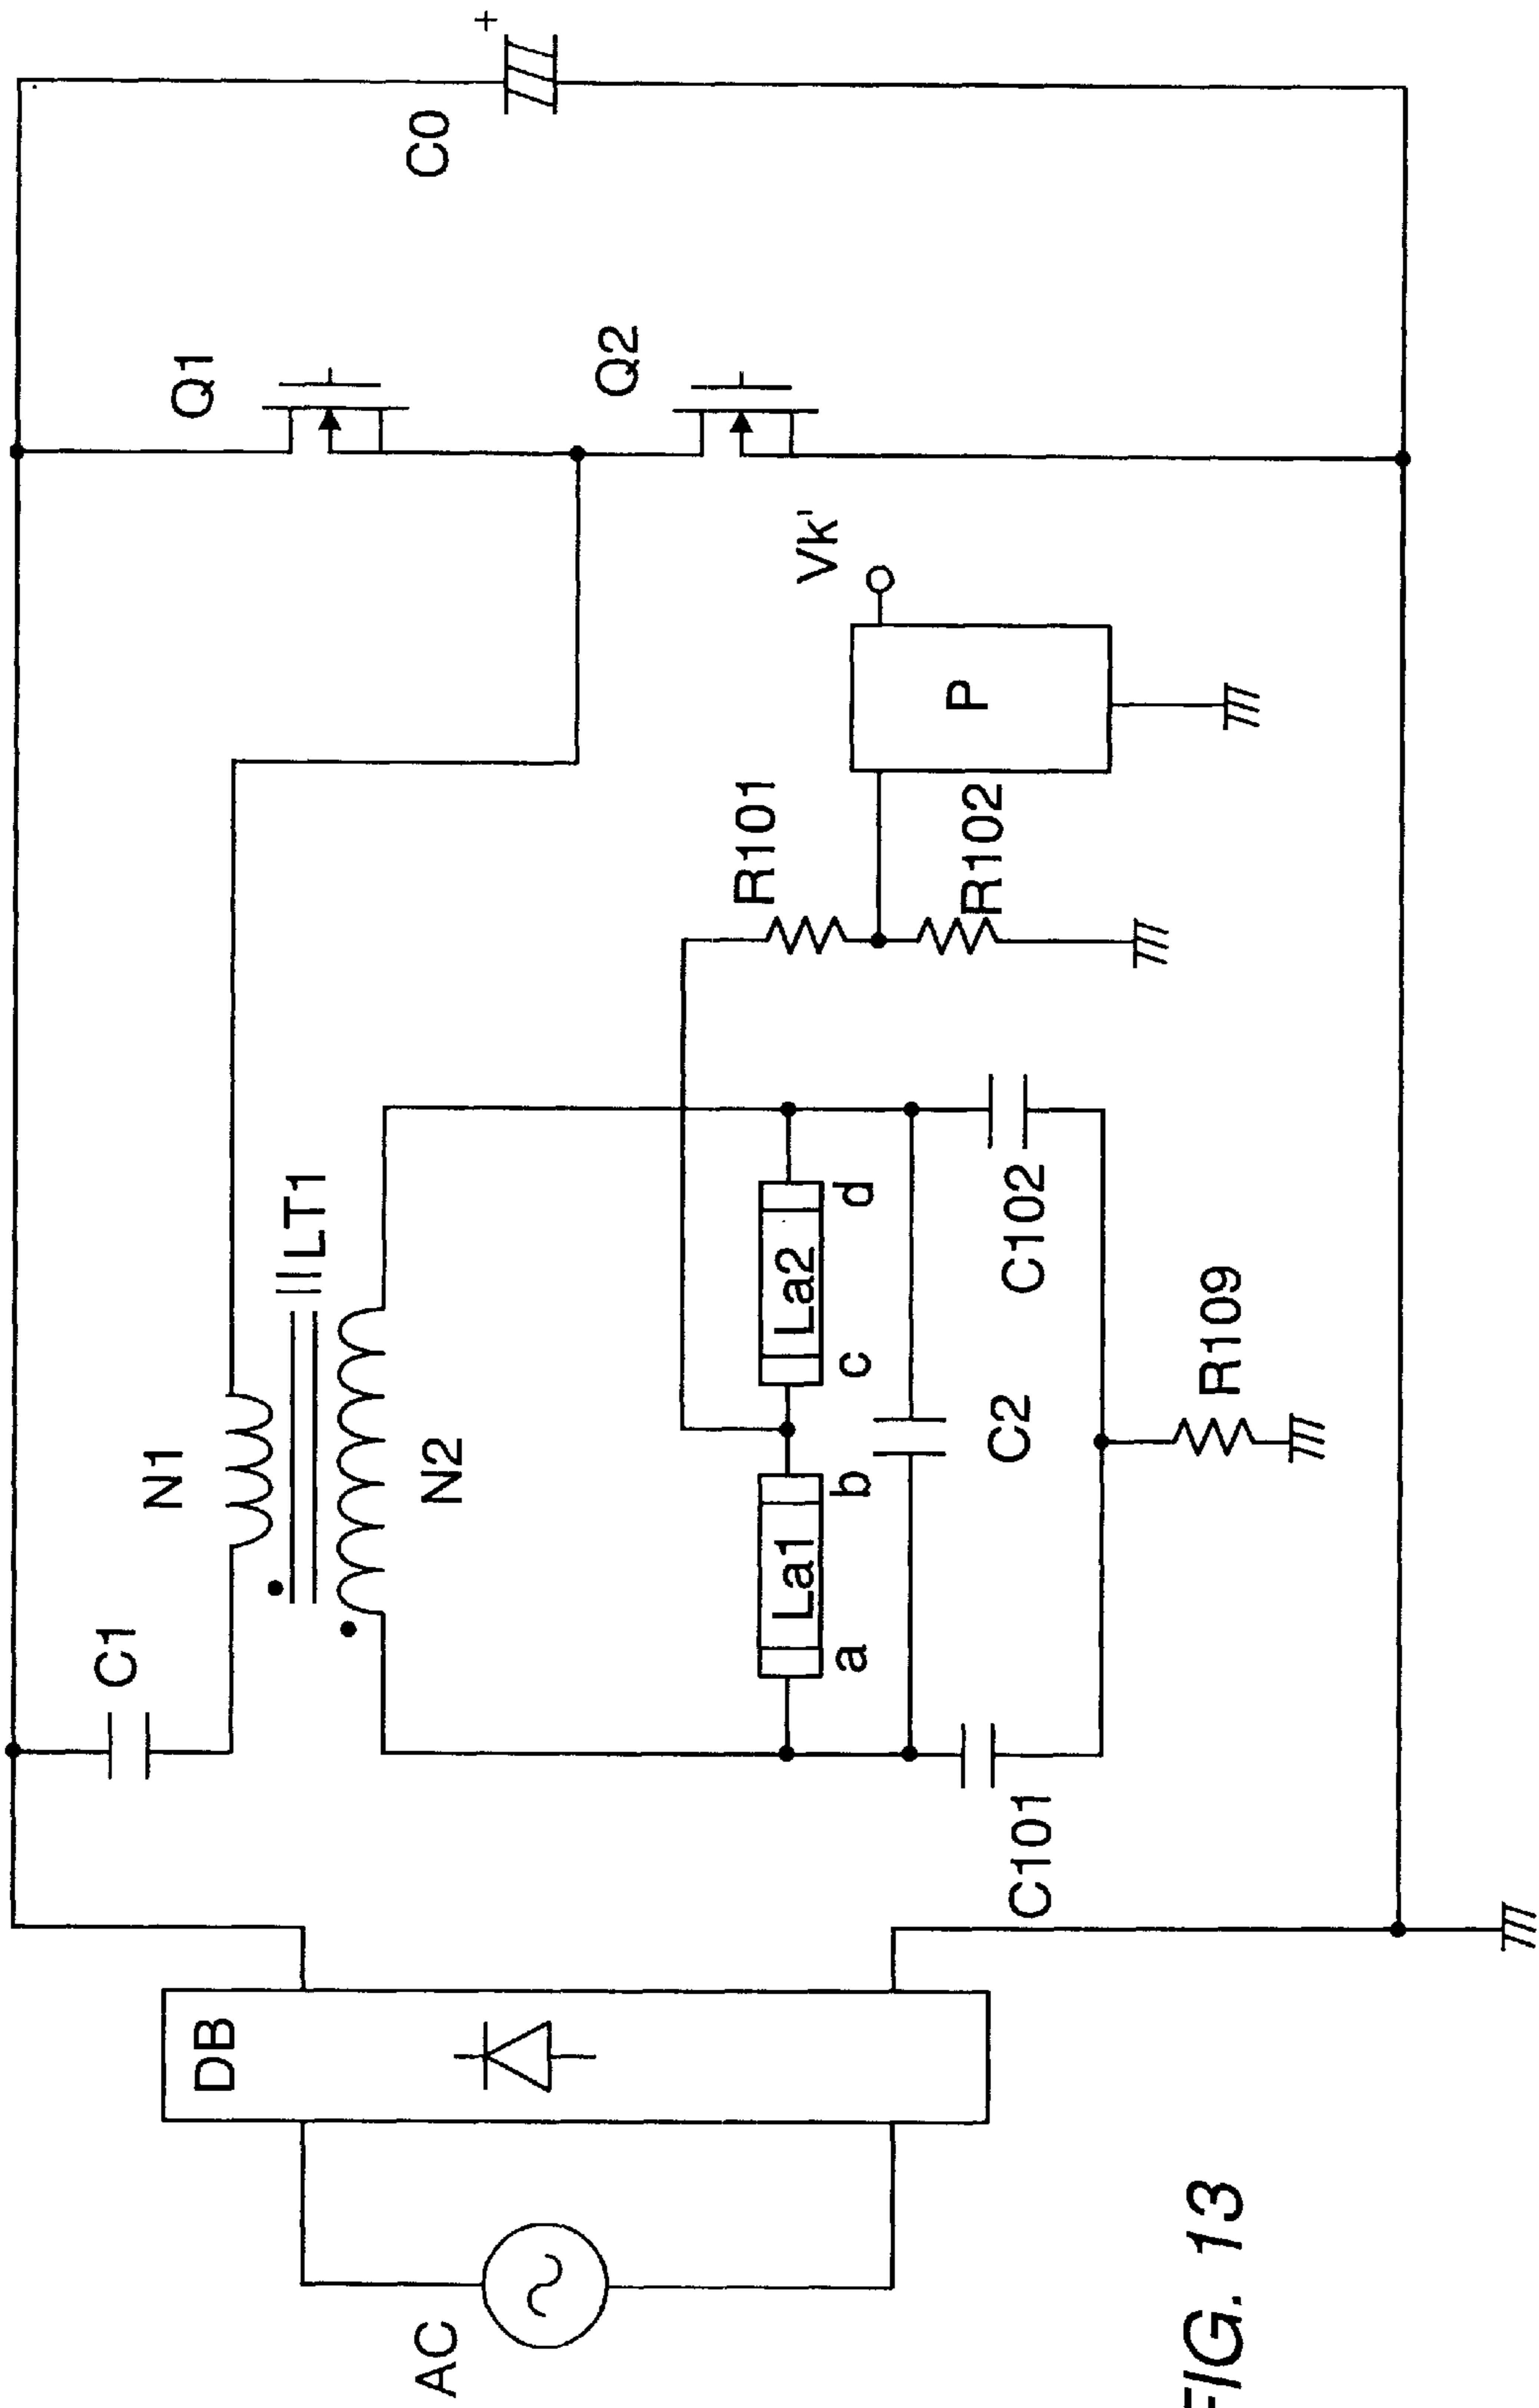 AC
DB
C1
N1
LT1
N2
Q1
Q2
C0
+
Vk'
P
R101
R102
La1
La2
a
b
c
d
C2
C101
C102
R109
FIG. 13